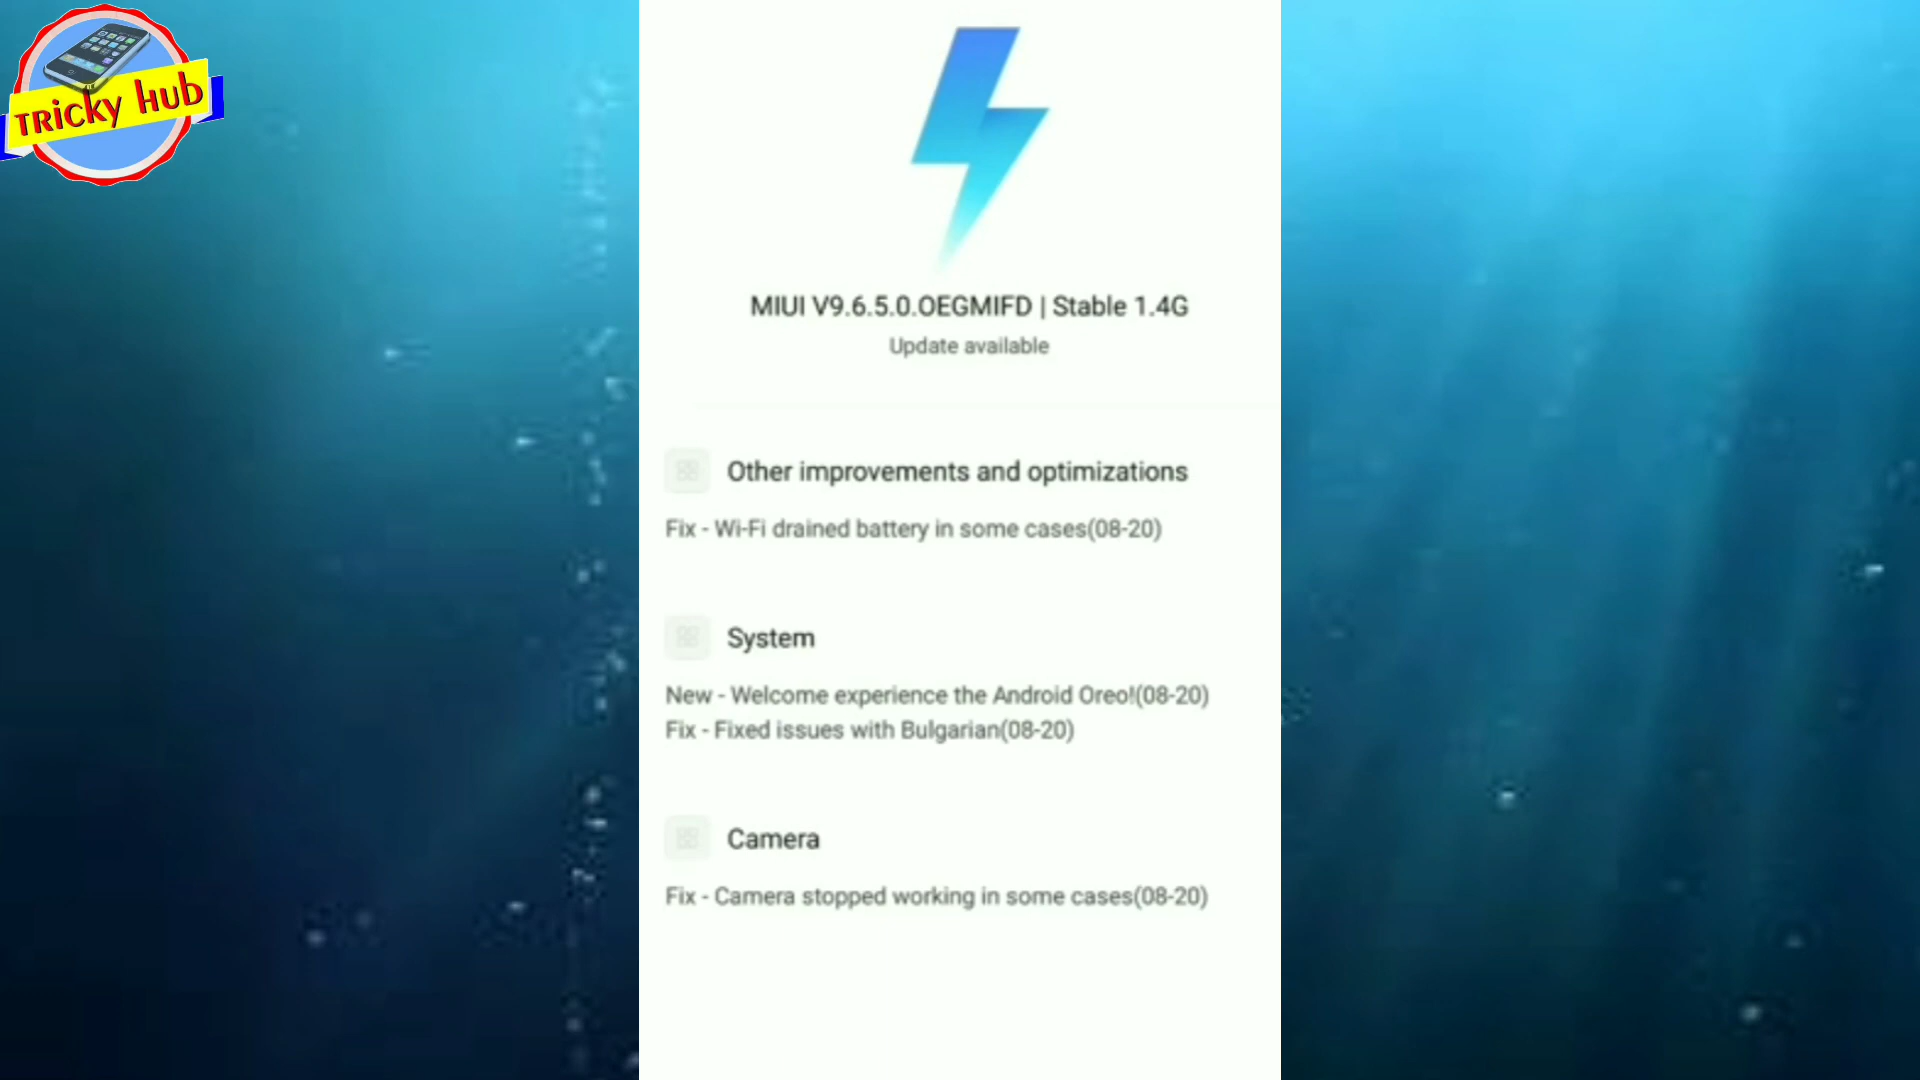 TRicky Hub
MIUI V9.6.5.0.OEGMIFD | Stable 1.4G
Update available
Other improvements and optimizations
Fix - Wi-Fi drained battery in some cases(08-20)
System
New - Welcome experience the Android Oreo!(08-20)
Fix - Fixed issues with Bulgarian(08-20)
Camera
Fix - Camera stopped working in some cases(08-20)